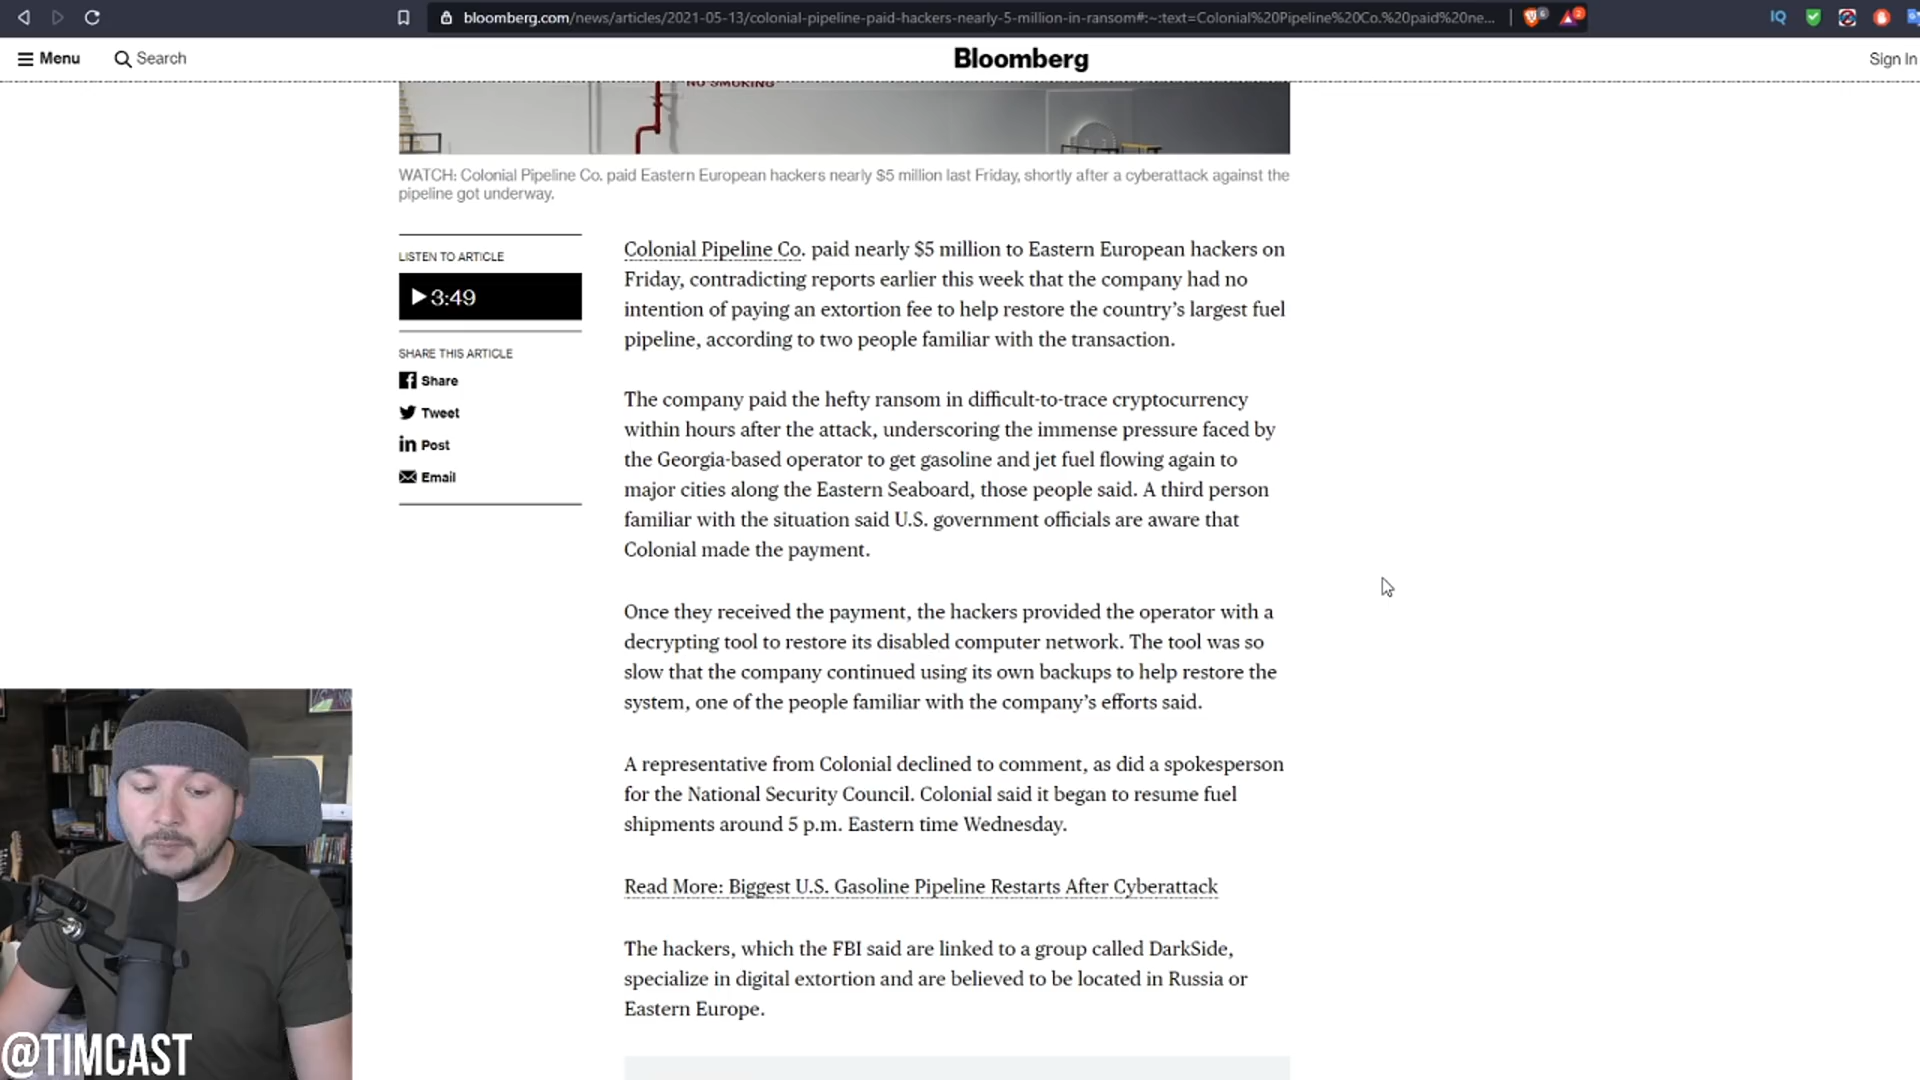 bloomberg.com/news/articles/2021-05-13/colonial-pipeline-paid-hackers-nearly-5-million-in-ransom#:~:text=Colonial%20Pipeline%20Co.%20paid%20ne...
Menu
Search
Bloomberg
Sign In
NO SMOKING
WATCH: Colonial Pipeline Co. paid Eastern European hackers nearly $5 million last Friday, shortly after a cyberattack against the
pipeline got underway.
LISTEN TO ARTICLE
3:49
SHARE THIS ARTICLE
Share
Tweet
Post
Email
Colonial Pipeline Co. paid nearly $5 million to Eastern European hackers on
Friday, contradicting reports earlier this week that the company had no
intention of paying an extortion fee to help restore the country's largest fuel
pipeline, according to two people familiar with the transaction.
The company paid the hefty ransom in difficult-to-trace cryptocurrency
within hours after the attack, underscoring the immense pressure faced by
the Georgia-based operator to get gasoline and jet fuel flowing again to
major cities along the Eastern Seaboard, those people said. A third person
familiar with the situation said U.S. government officials are aware that
Colonial made the payment.
Once they received the payment, the hackers provided the operator with a
decrypting tool to restore its disabled computer network. The tool was so
slow that the company continued using its own backups to help restore the
system, one of the people familiar with the company's efforts said.
A representative from Colonial declined to comment, as did a spokesperson
for the National Security Council. Colonial said it began to resume fuel
shipments around 5 p.m. Eastern time Wednesday.
Read More: Biggest U.S. Gasoline Pipeline Restarts After Cyberattack
The hackers, which the FBI said are linked to a group called DarkSide,
specialize in digital extortion and are believed to be located in Russia or
Eastern Europe.
@TIMCAST